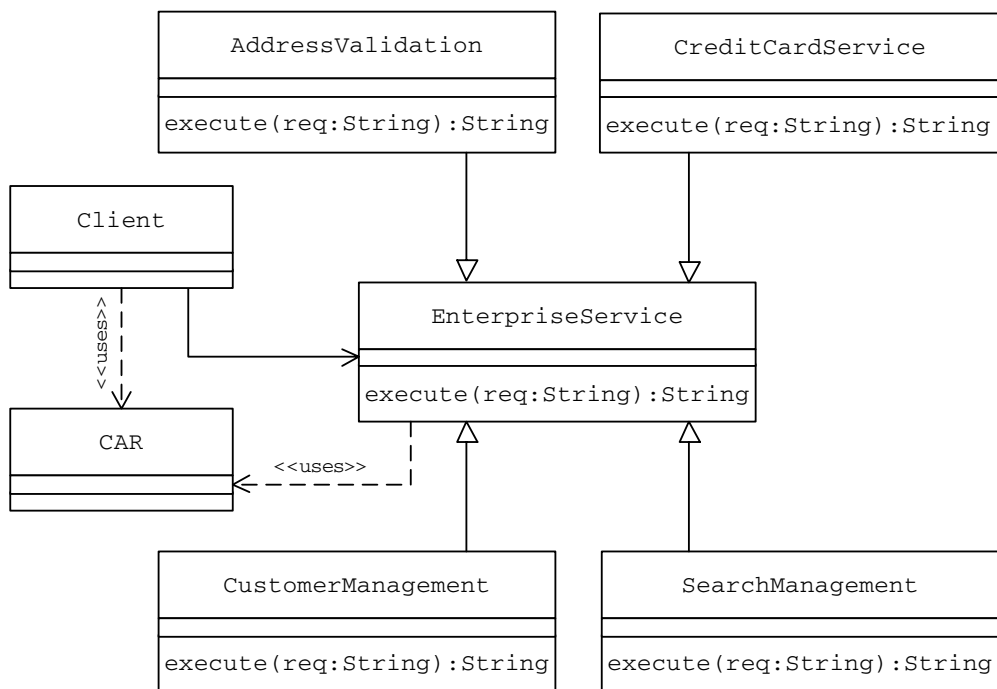 AddressValidation
execute(req:String):String
CreditCardService
execute(req:String):String
Client
<<uses>>
EnterpriseService
execute(req:String):String
CAR
<<uses>>
CustomerManagement
execute(req:String):String
SearchManagement
execute(req:String):String